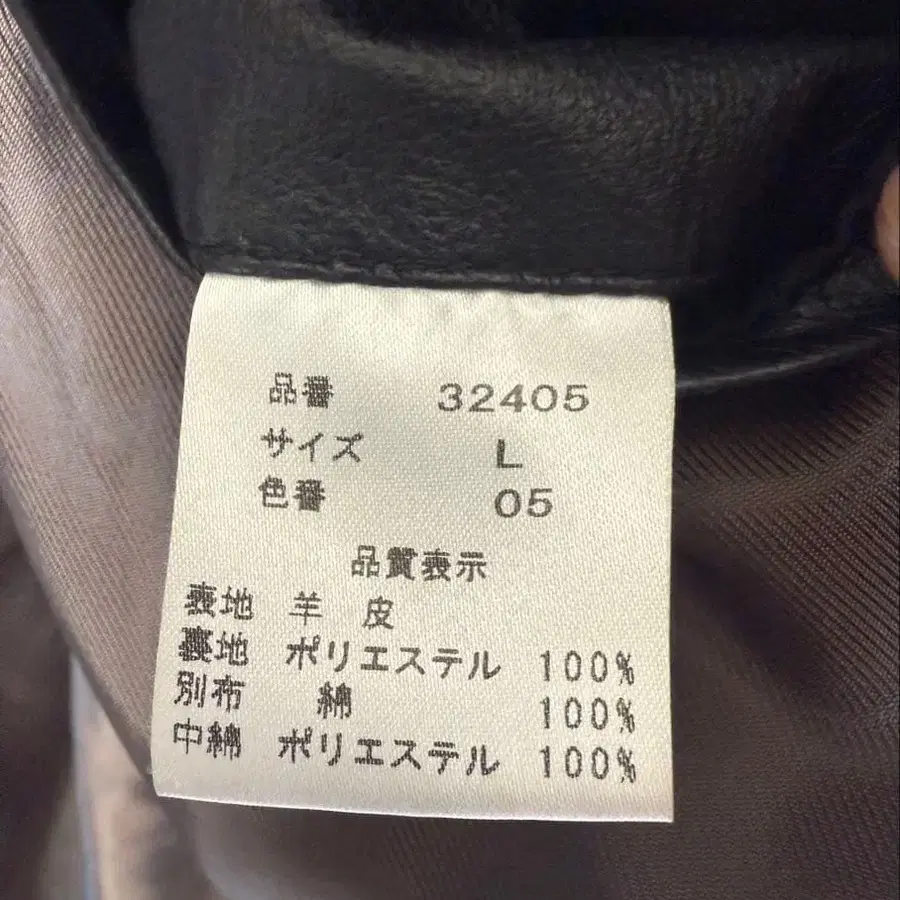 品番 32405
サイズ L
色番 05
品質表示
表地 羊 皮
裏地 ポリエステル 100%
別布 綿 100%
中綿 ポリエステル 100%